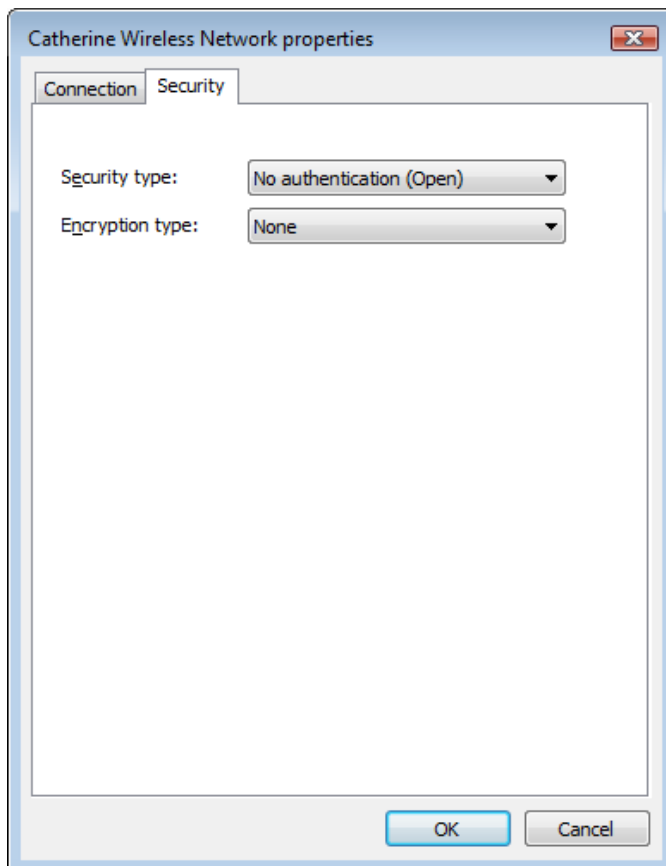 Catherine Wireless Network properties
Connection Security
Security type: No authentication (Open)
Encryption type: None
OK Cancel